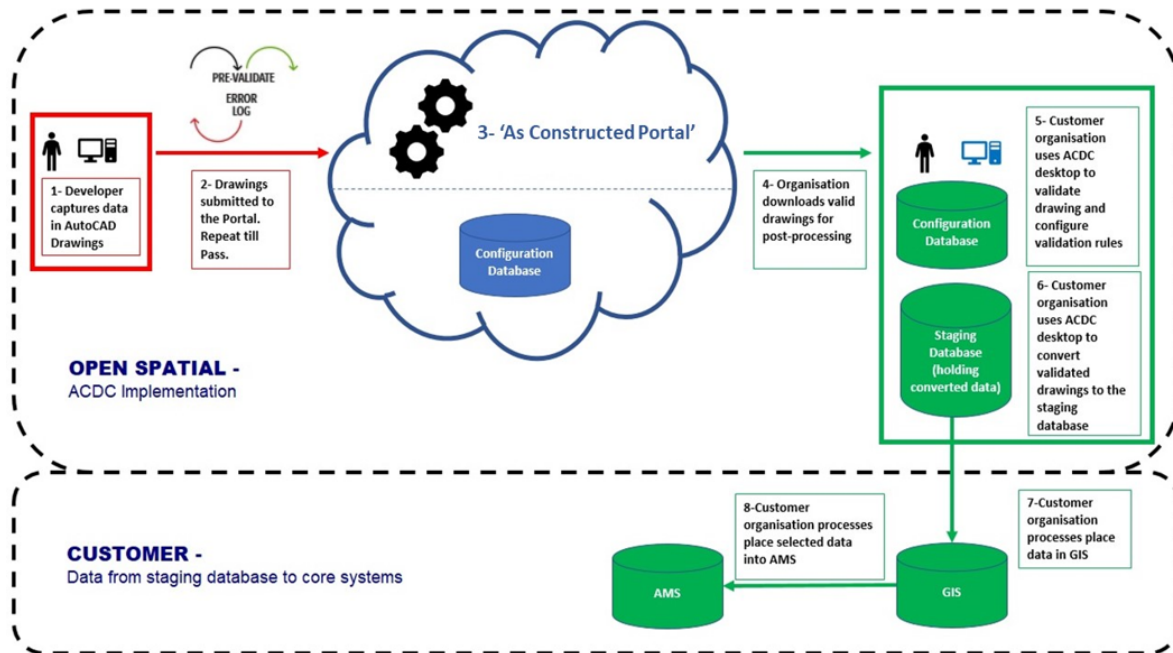 PRE-VALIDATE
ERROR
LOG
1- Developer
captures data
in AutoCAD
Drawings
2- Drawings
submitted to
the Portal.
Repeat till
Pass.
3- ‘As Constructed Portal’
Configuration
Database
4- Organisation
downloads valid
drawings for
post-processing
Configuration
Database
5- Customer
organisation
uses ACDC
desktop to
validate
drawing and
configure
validation rules
Staging
Database
(holding
converted data)
6- Customer
organisation
uses ACDC
desktop to
convert
validated
drawings to the
staging
database
OPEN SPATIAL -
ACDC Implementation
CUSTOMER -
Data from staging database to core systems
7-Customer
organisation
processes place
data in GIS
8-Customer
organisation processes
place selected data
into AMS
AMS
GIS